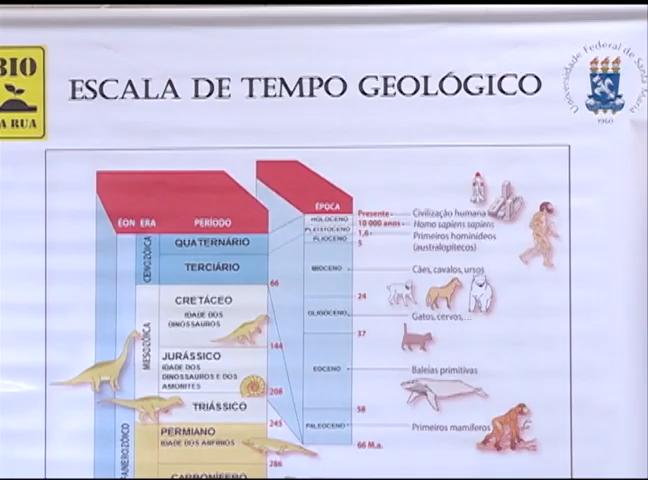 BIO
NA RUA
ESCALA DE TEMPO GEOLÓGICO
Universidade Federal de Santa Maria
1960
ÉON ERA PERÍODO
ÉPOCA
CENOZÓICA
QUATERNÁRIO
TERCIÁRIO
66
MESOZÓICA
CRETÁCEO
IDADE DOS
DINOSSAUROS
144
JURÁSSICO
IDADE DOS
DINOSSAUROS E DOS
AMONITES
208
TRIÁSSICO
245
PERMIANO
IDADE DOS ANFÍBIOS
286
CARBONÍFERO
FANEROZÓICO
HOLOCENO
PLEISTOCENO
PLIOCENO
MIOCENO
OLIGOCENO
EOCENO
PALEOCENO
Presente
10 000 anos
1,6
5
24
37
58
66 M.a.
Civilização humana
Homo sapiens sapiens
Primeiros hominídeos
(australopitecos)
Cães, cavalos, ursos
Gatos, cervos,...
Baleias primitivas
Primeiros mamíferos